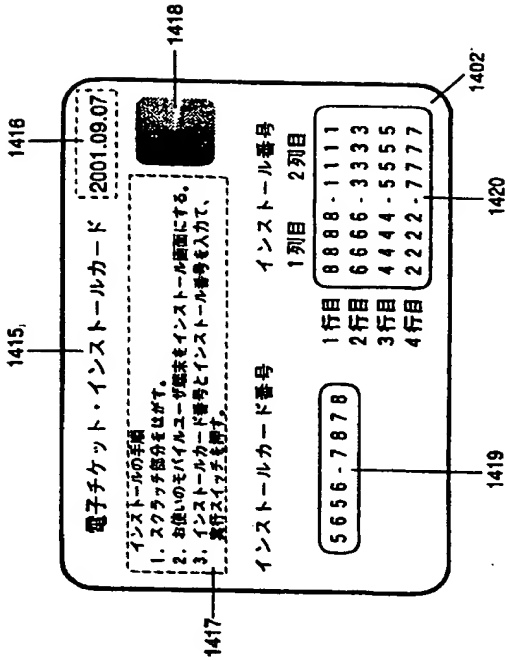 1415
1416
1418
電子チケット・インストールカード
2001.09.07
インストールの手順
1. スクラッチ部分をはがす。
2. お使いのモバイルユーザ端末をインストール画面にする。
3. インストールカード番号とインストール番号を入力て、
実行スイッチを押す。
1417
インストールカード番号
インストール番号
1列目 2列目
5656-7878
1行目 8888-1111
2行目 6666-3333
3行目 4444-5555
4行目 2222-7777
1419
1420
1402